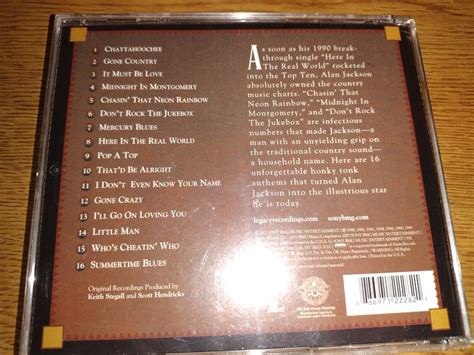 1 CHATTAHOOCHEE
2 GONE COUNTRY
3 IT MUST BE LOVE
4 MIDNIGHT IN MONTGOMERY
5 CHASIN' THAT NEON RAINBOW
6 DON'T ROCK THE JUKEBOX
7 MERCURY BLUES
8 HERE IN THE REAL WORLD
9 POP A TOP
10 THAT'D BE ALRIGHT
11 I DON'T EVEN KNOW YOUR NAME
12 GONE CRAZY
13 I'LL GO ON LOVING YOU
14 LITTLE MAN
15 WHO'S CHEATIN' WHO
16 SUMMERTIME BLUES
Original Recordings Produced by
Keith Stegall and Scott Hendricks
As soon as his 1990 break-
through single "Here In
The Real World" rocketed
into the Top Ten, Alan Jackson
absolutely owned the country
music charts. "Chasin' That
Neon Rainbow," "Midnight In
Montgomery," and "Don't Rock
The Jukebox" are infectious
numbers that made Jackson—a
man with an unyielding grip on
the traditional country sound—
a household name. Here are 16
unforgettable honky tonk
anthems that turned Alan
Jackson into the illustrious star
he is today.
legacyrecordings.com sonybmg.com